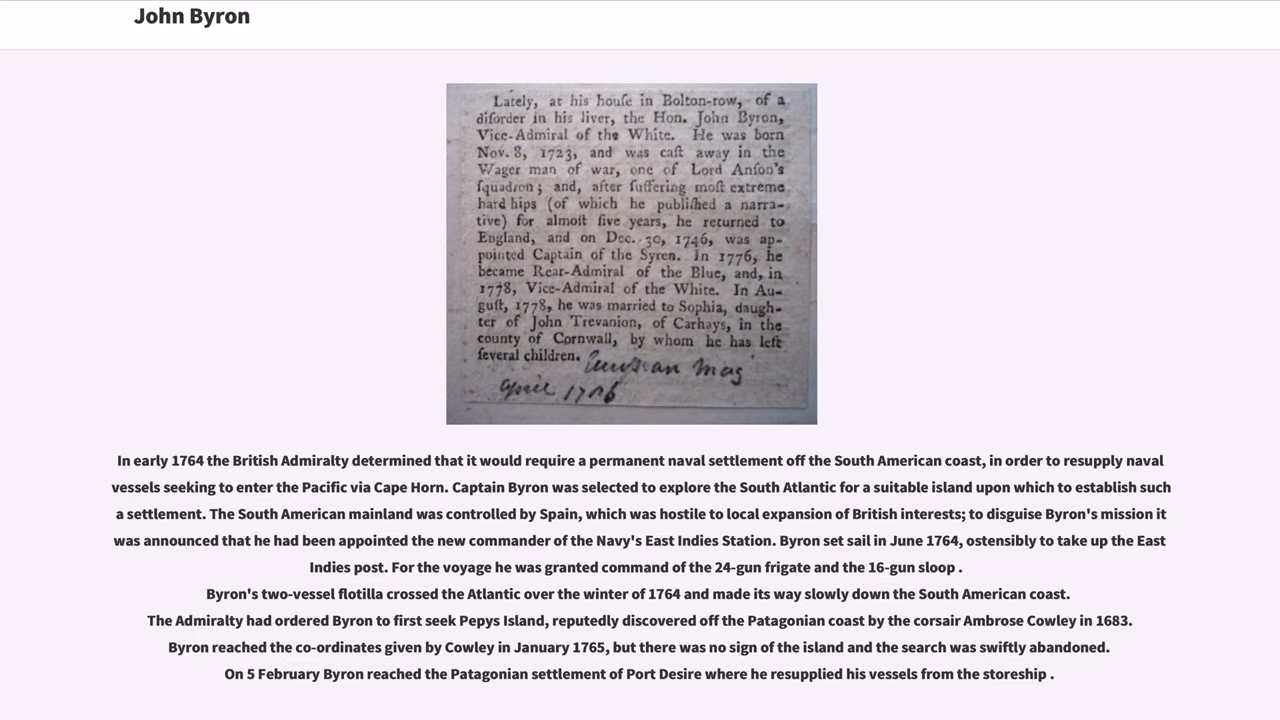 John Byron
Lately, at his houſe in Bolton-row, of a
diſorder in his liver, the Hon. John Byron,
Vice-Admiral of the White. He was born
Nov. 8, 1723, and was caſt away in the
Wager man of war, one of Lord Anſon's
ſquadron; and, after ſuffering moſt extreme
hard hips (of which he publiſhed a narra-
tive) for almoſt five years, he returned to
England, and on Dec. 30, 1746, was ap-
pointed Captain of the Syren. In 1776, he
became Rear-Admiral of the Blue, and, in
1778, Vice-Admiral of the White. In Au-
guſt, 1778, he was married to Sophia, daugh-
ter of John Trevanion, of Carhays, in the
county of Cornwall, by whom he has left
ſeveral children.
April 1786
In early 1764 the British Admiralty determined that it would require a permanent naval settlement off the South American coast, in order to resupply naval
vessels seeking to enter the Pacific via Cape Horn. Captain Byron was selected to explore the South Atlantic for a suitable island upon which to establish such
a settlement. The South American mainland was controlled by Spain, which was hostile to local expansion of British interests; to disguise Byron's mission it
was announced that he had been appointed the new commander of the Navy's East Indies Station. Byron set sail in June 1764, ostensibly to take up the East
Indies post. For the voyage he was granted command of the 24-gun frigate and the 16-gun sloop .
Byron's two-vessel flotilla crossed the Atlantic over the winter of 1764 and made its way slowly down the South American coast.
The Admiralty had ordered Byron to first seek Pepys Island, reputedly discovered off the Patagonian coast by the corsair Ambrose Cowley in 1683.
Byron reached the co-ordinates given by Cowley in January 1765, but there was no sign of the island and the search was swiftly abandoned.
On 5 February Byron reached the Patagonian settlement of Port Desire where he resupplied his vessels from the storeship .